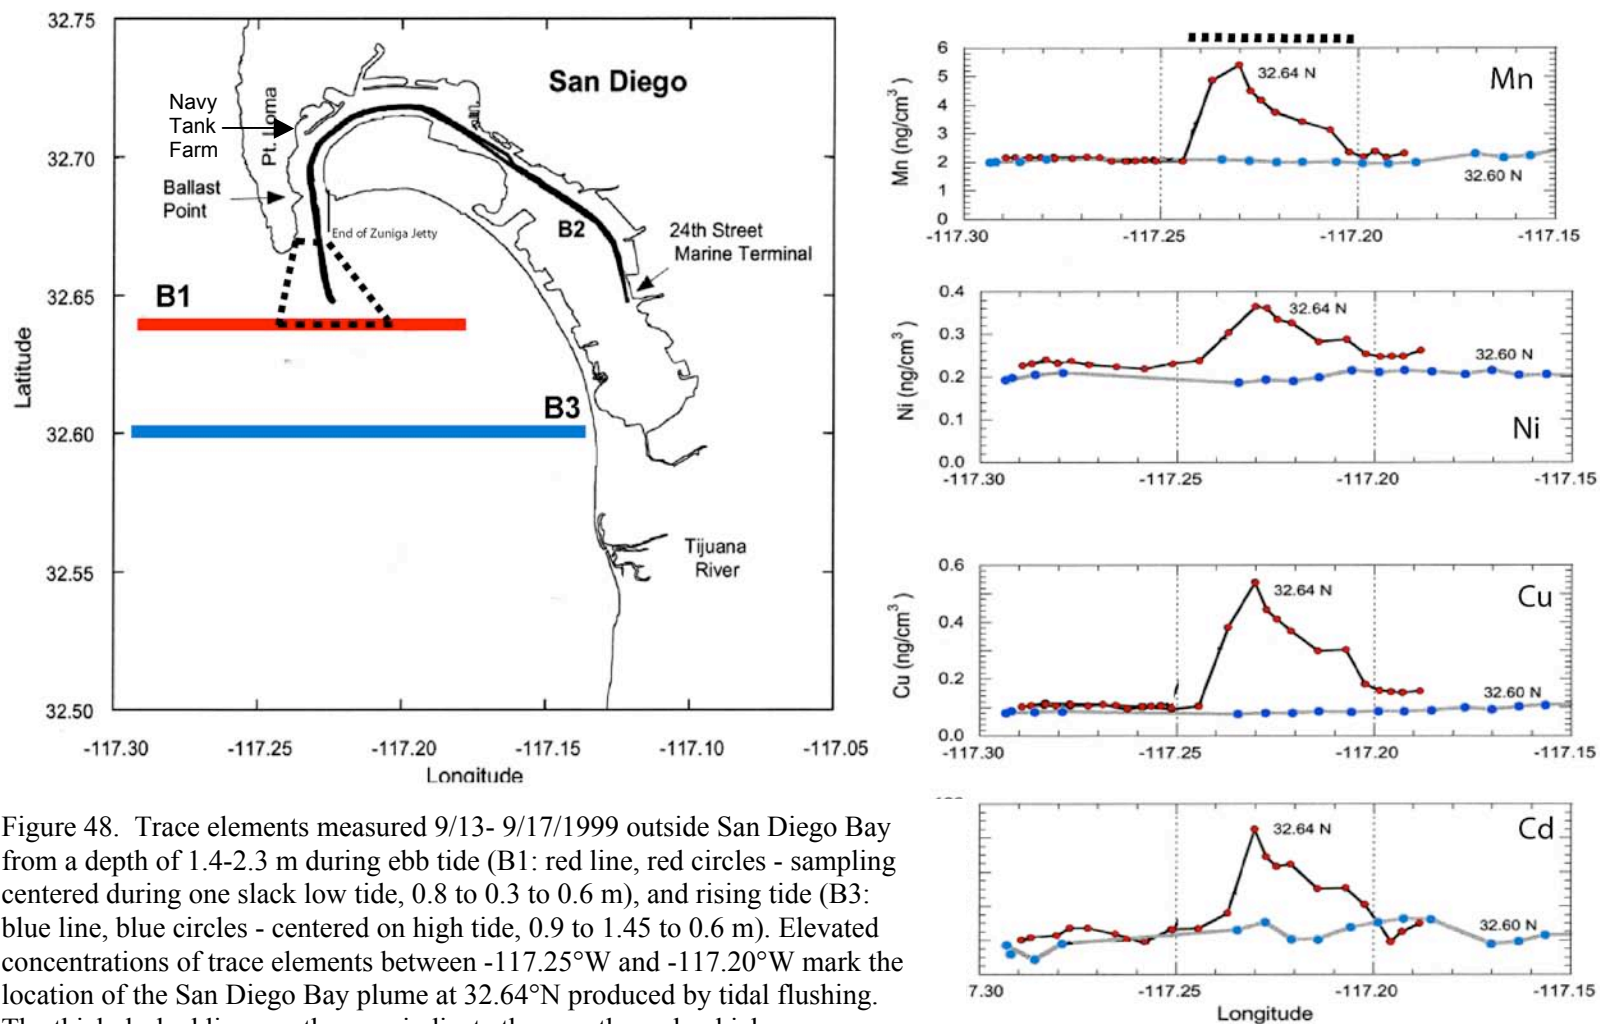 32.75
32.70
32.65
32.60
32.55
32.50
Latitude
-117.30
-117.25
-117.20
-117.15
-117.10
-117.05
Longitude
San Diego
Navy
Tank
Farm
Pt. Loma
Ballast
Point
End of Zuniga Jetty
B2
24th Street
Marine Terminal
B1
B3
Tijuana
River
6
5
4
3
2
1
0
Mn (ng/cm3)
32.64 N
Mn
32.60 N
-117.30
-117.25
-117.20
-117.15
0.4
0.3
0.2
0.1
0.0
Ni (ng/cm3)
32.64 N
32.60 N
Ni
-117.30
-117.25
-117.20
-117.15
0.6
0.4
0.2
0.0
Cu (ng/cm3)
32.64 N
Cu
32.60 N
-117.30
-117.25
-117.20
-117.15
32.64 N
Cd
32.60 N
7.30
-117.25
-117.20
-117.15
Longitude
Figure 48. Trace elements measured 9/13- 9/17/1999 outside San Diego Bay
from a depth of 1.4-2.3 m during ebb tide (B1: red line, red circles - sampling
centered during one slack low tide, 0.8 to 0.3 to 0.6 m), and rising tide (B3:
blue line, blue circles - centered on high tide, 0.9 to 1.45 to 0.6 m). Elevated
concentrations of trace elements between -117.25°W and -117.20°W mark the
location of the San Diego Bay plume at 32.64°N produced by tidal flushing.